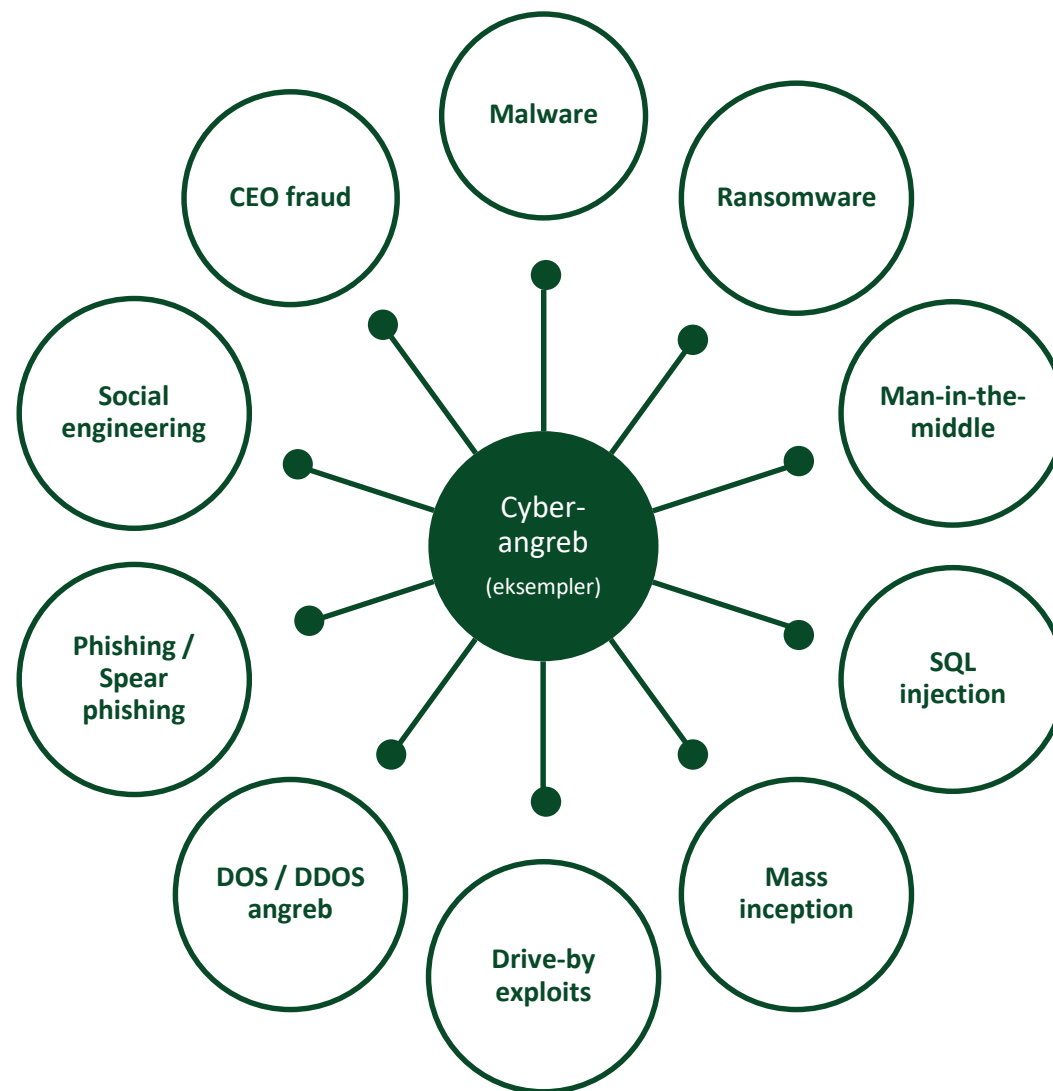 Malware
CEO fraud
Ransomware
Social
engineering
Man-in-the-
middle
Cyber-
angreb
(eksempler)
Phishing /
Spear
phishing
SQL
injection
DOS / DDOS
angreb
Mass
inception
Drive-by
exploits